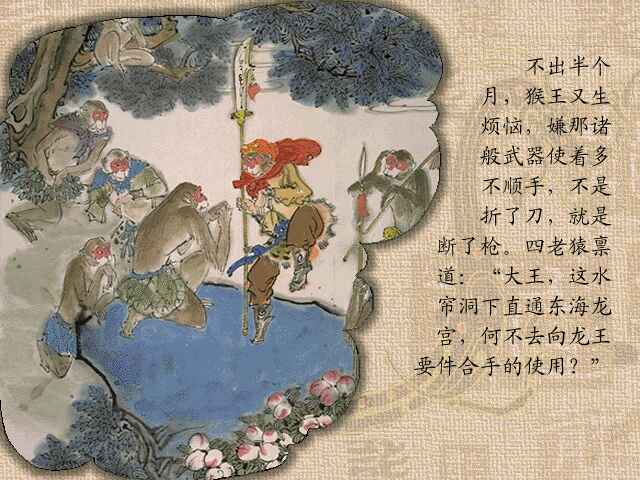 不出半个
月，猴王又生
烦恼，嫌那诸
般武器使着多
不顺手，不是
折了刀，就是
断了枪。四老猿禀
道：“大王，这水
帘洞下直通东海龙
宫，何不去向龙王
要件合手的使用？”